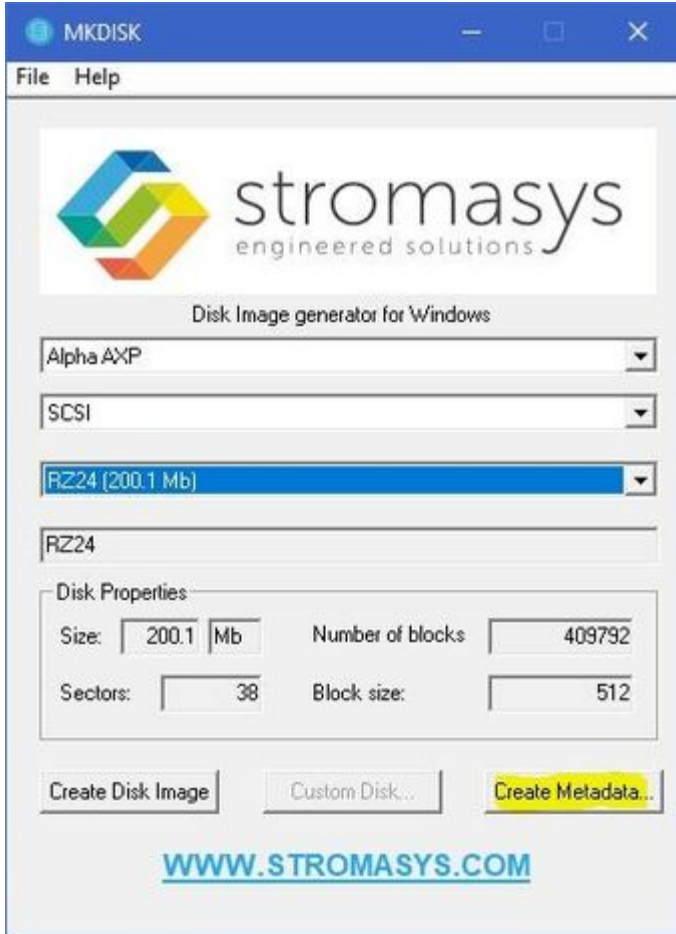 MKDISK
File Help
stromasys
engineered solutions
Disk Image generator for Windows
Alpha AXP
SCSI
RZ24 (200.1 Mb)
RZ24
Disk Properties
Size: 200.1 Mb Number of blocks 409792
Sectors: 38 Block size: 512
Create Disk Image Custom Disk... Create Metadata...
WWW.STROMASYS.COM